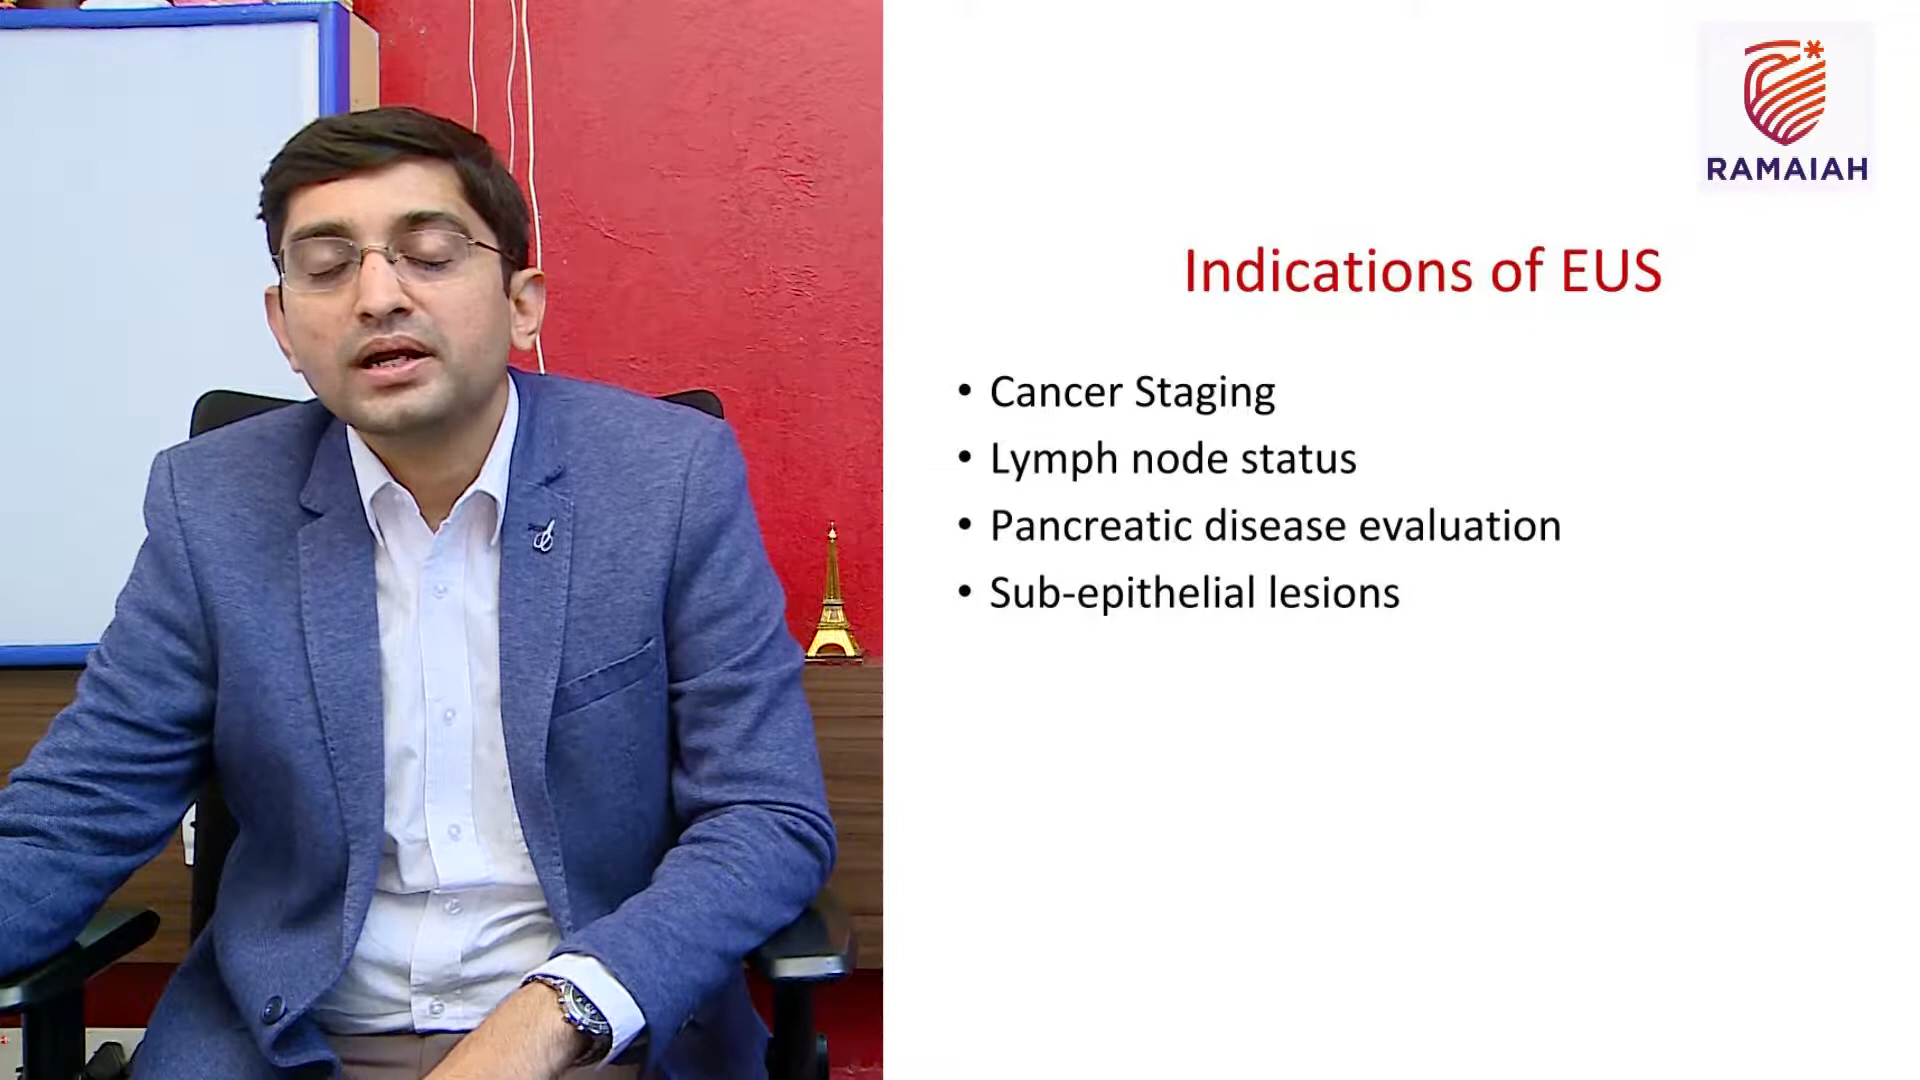 RAMAIAH
Indications of EUS
• Cancer Staging
• Lymph node status
• Pancreatic disease evaluation
• Sub-epithelial lesions